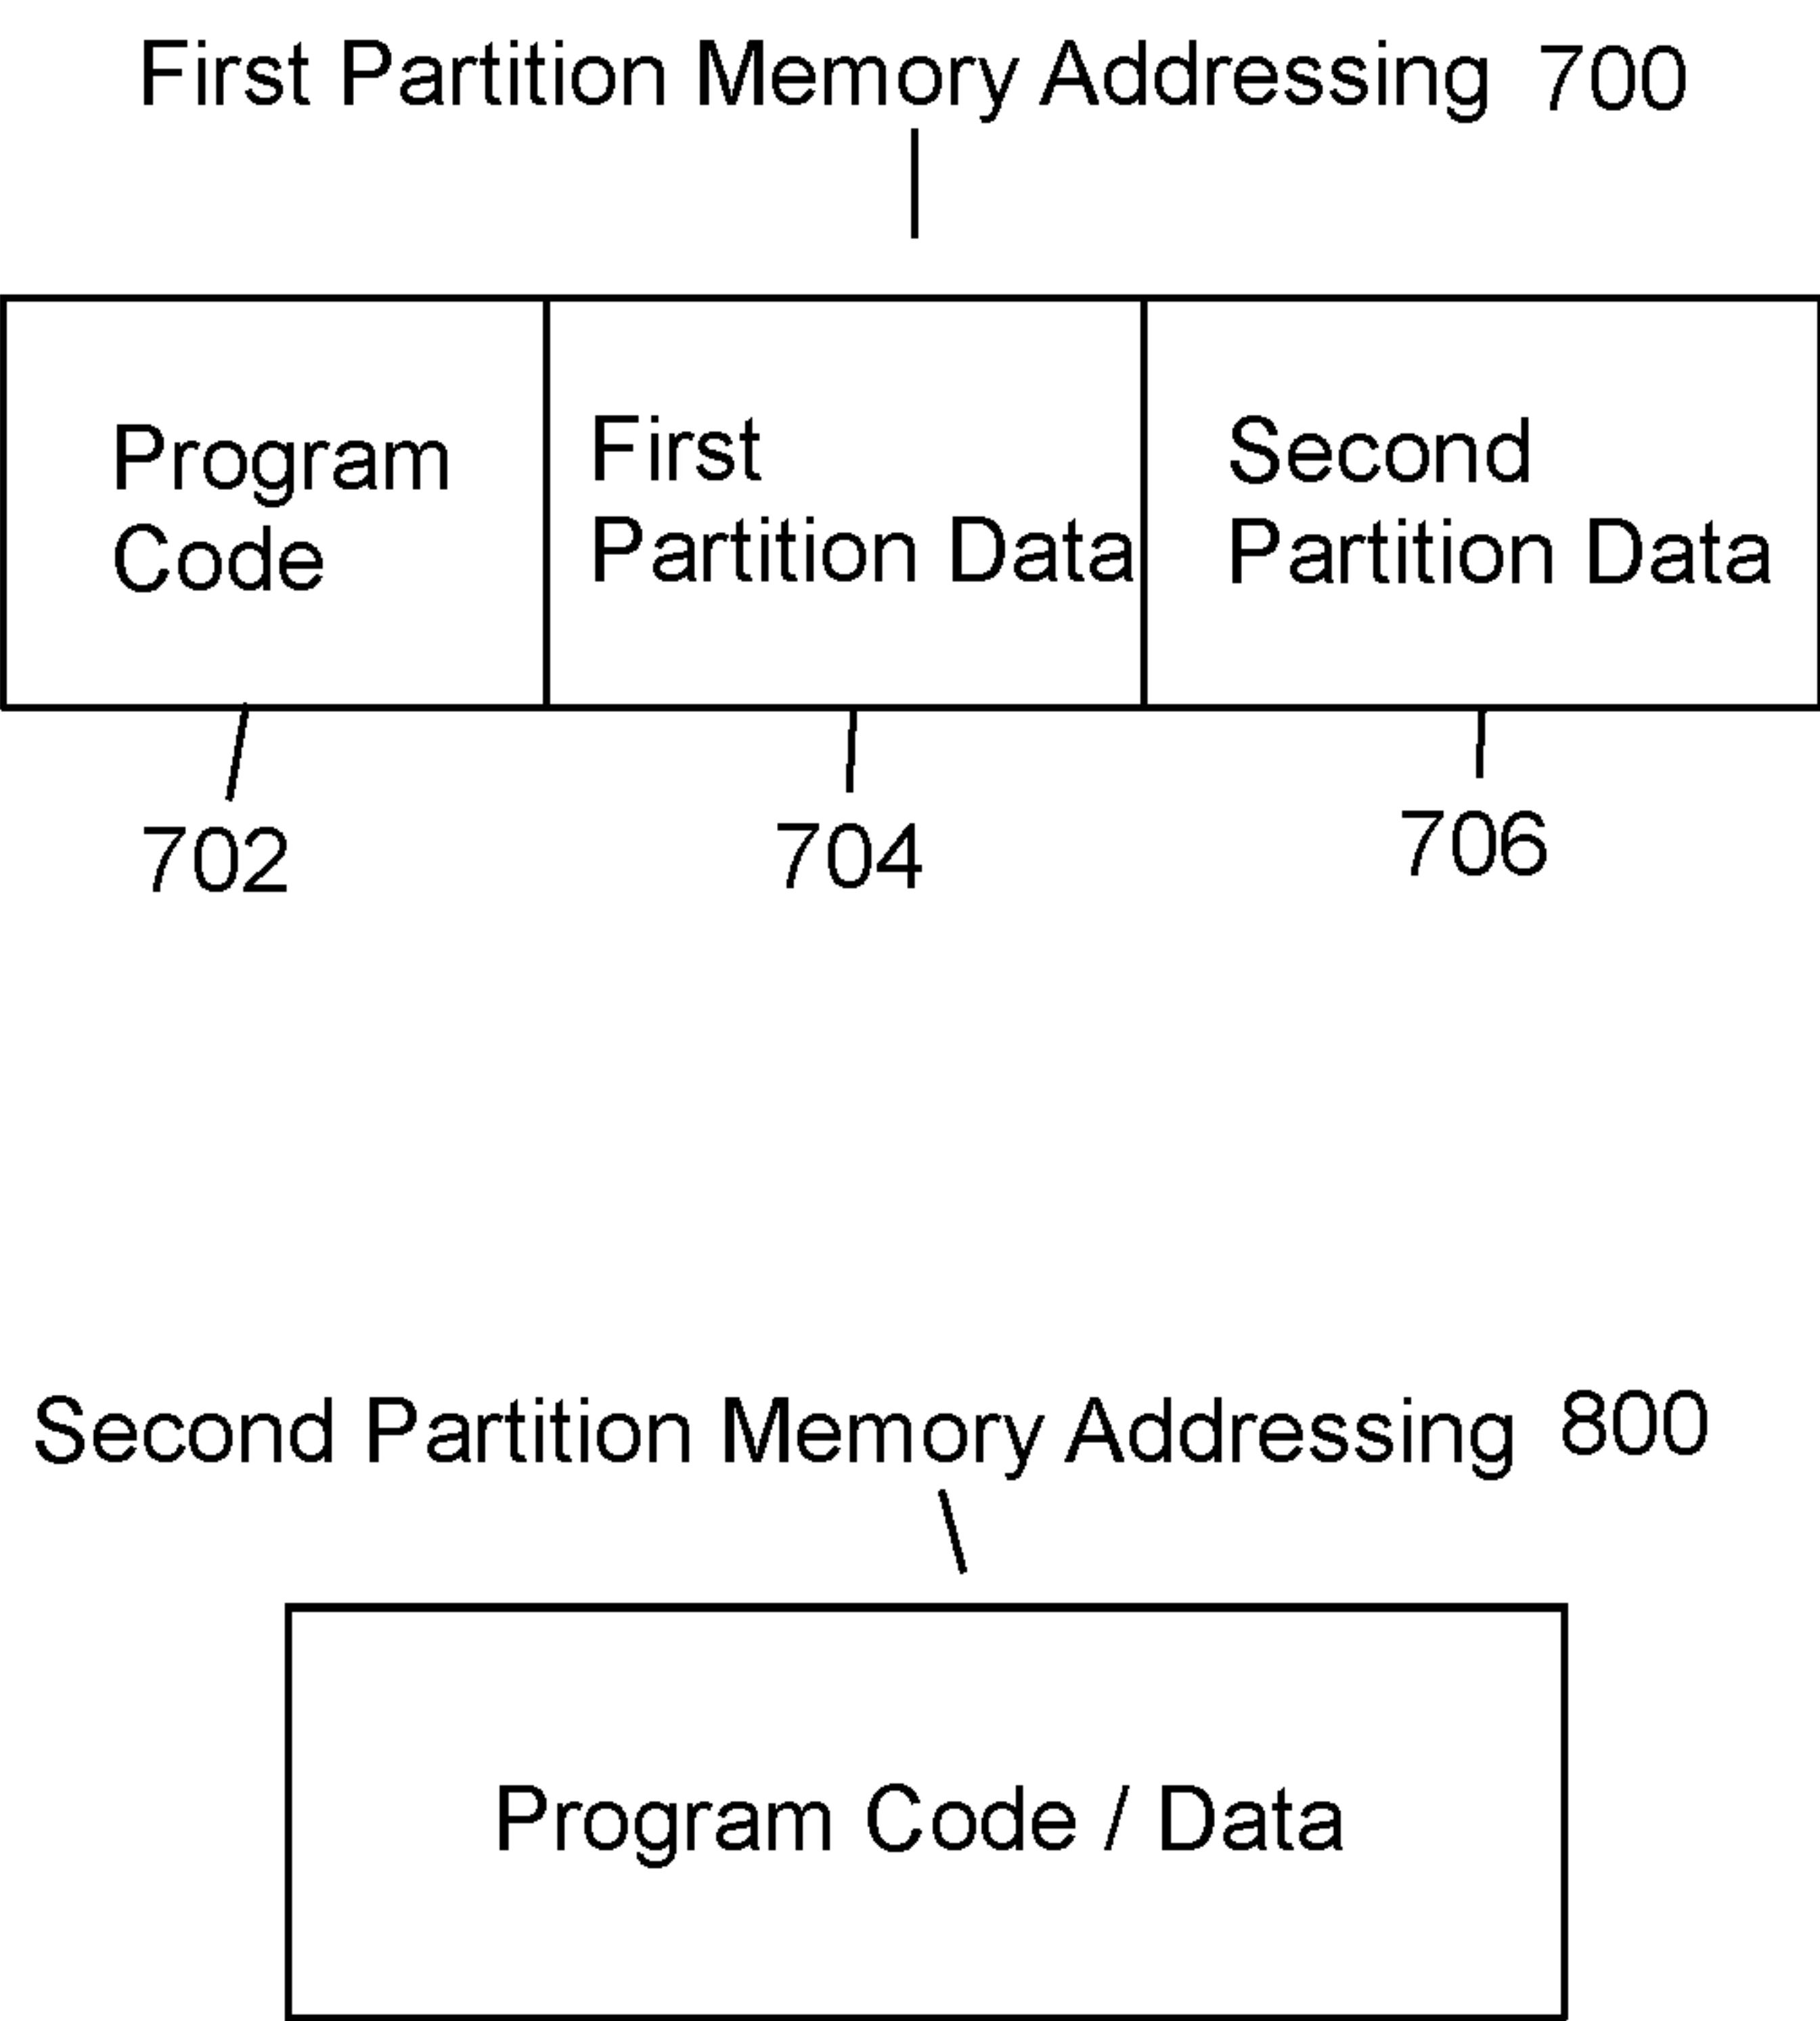 First Partition Memory Addressing 700
Program
Code
First
Partition Data
Second
Partition Data
702
704
706
Second Partition Memory Addressing 800
Program Code / Data